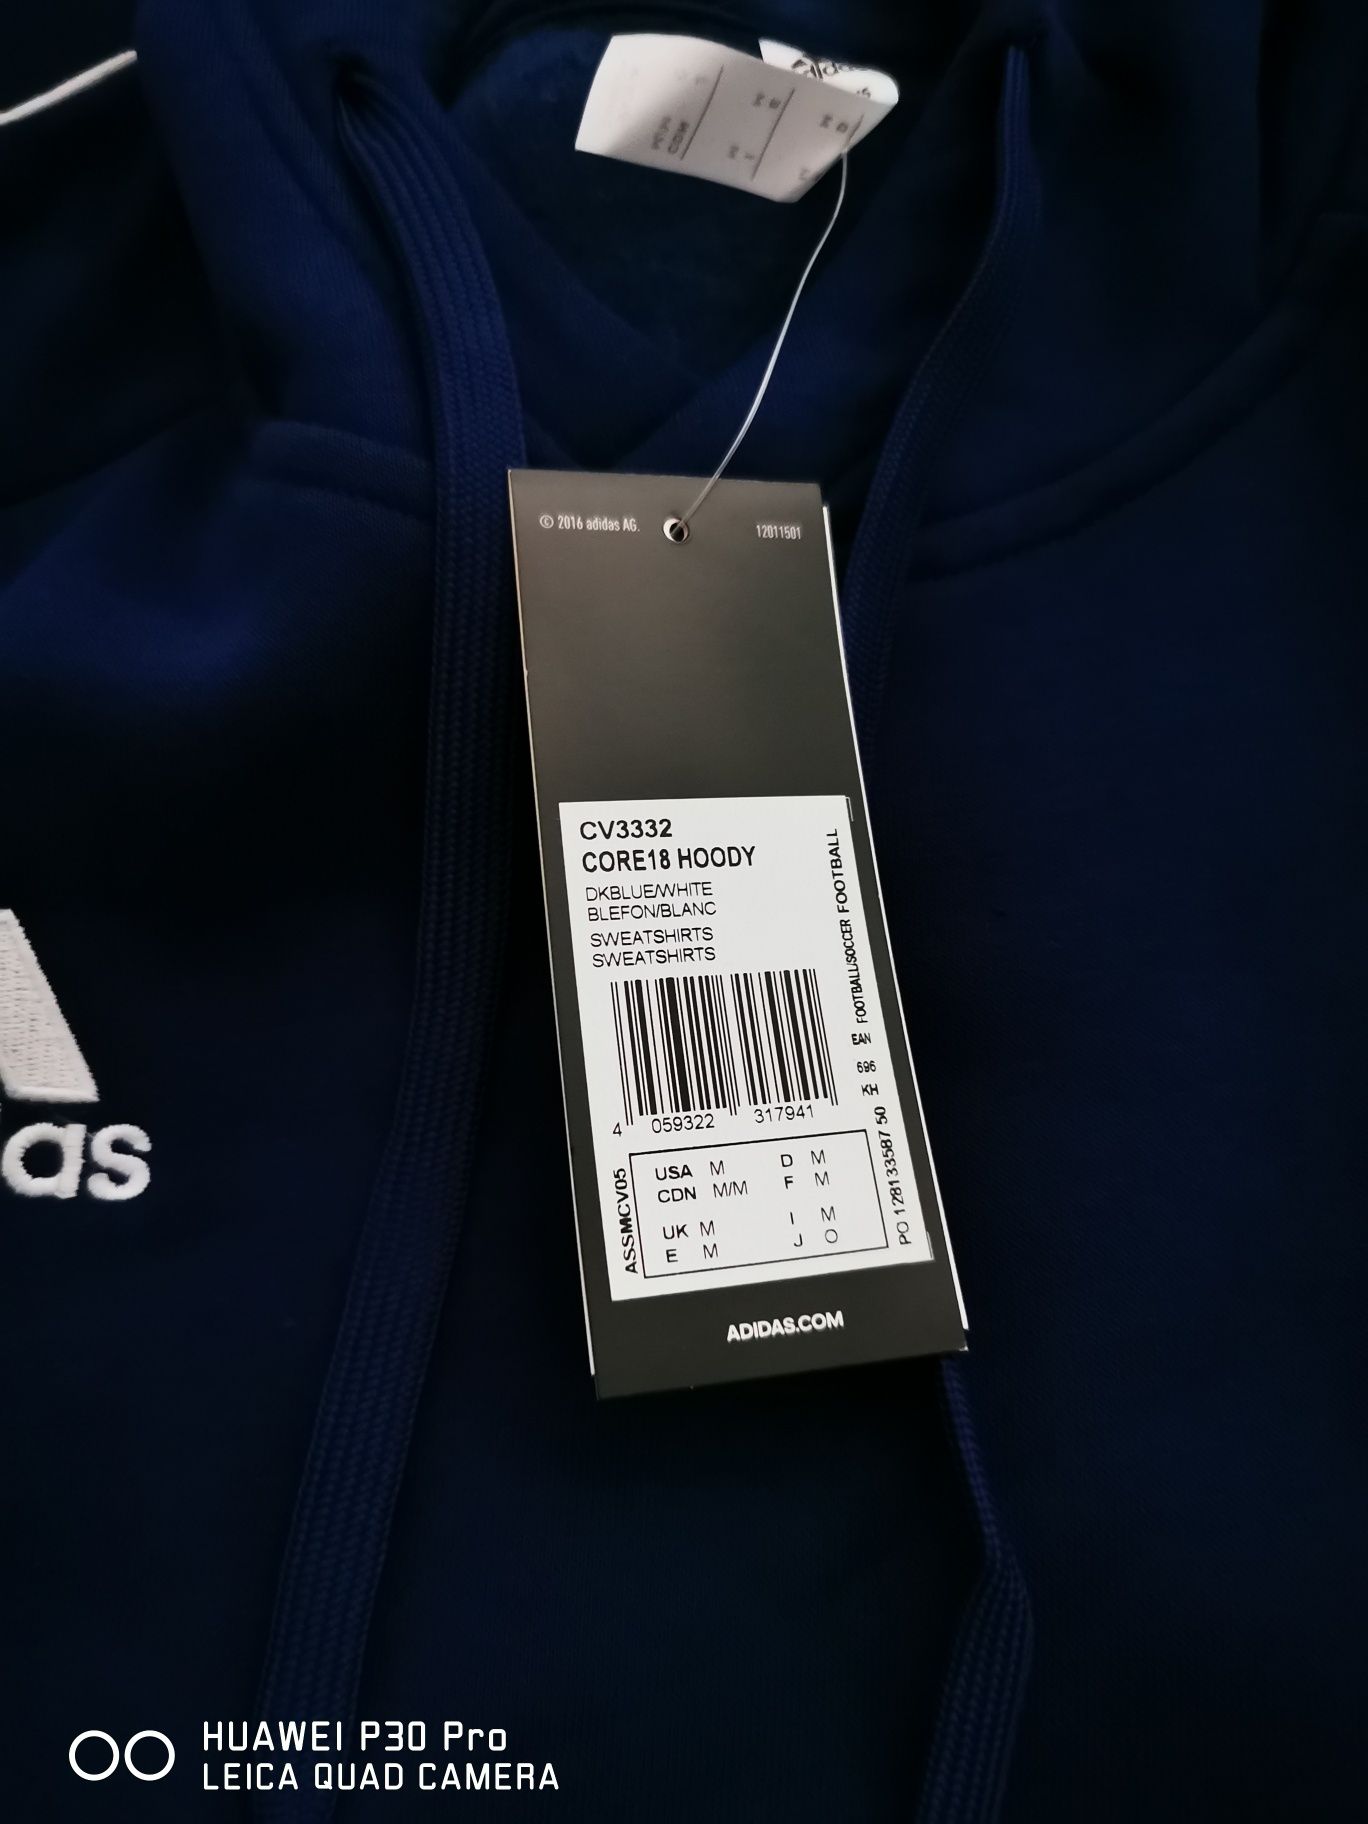 adidas
© 2016 adidas AG.
12011501
CV3332
CORE18 HOODY
DKBLUE/WHITE
BLEFON/BLANC
SWEATSHIRTS
SWEATSHIRTS
4 059322 317941
FOOTBALL/SOCCER FOOTBALL
EAN
696
KH
PO 128133587 50
ASSMCV05
USA M D M
CDN M/M F M
UK M I M
E M J O
ADIDAS.COM
das
HUAWEI P30 Pro
LEICA QUAD CAMERA